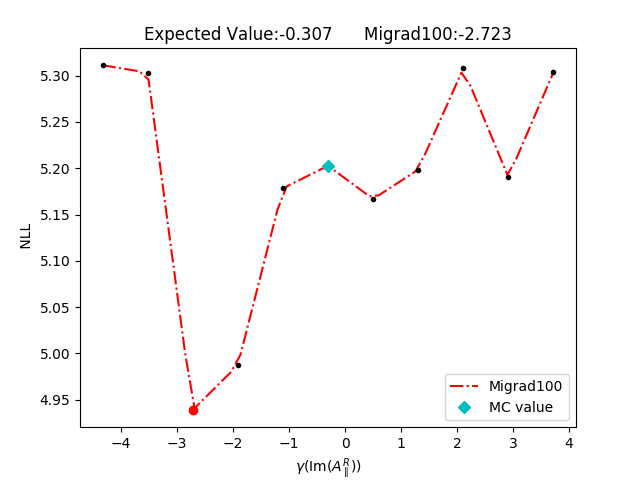 Expected Value:-0.307 Migrad100:-2.723
5.30
5.25
5.20
5.15
5.10
5.05
5.00
4.95
NLL
Migrad100
MC value
−4 −3 −2 −1 0 1 2 3 4
γ(Im(A∥ᴿ))